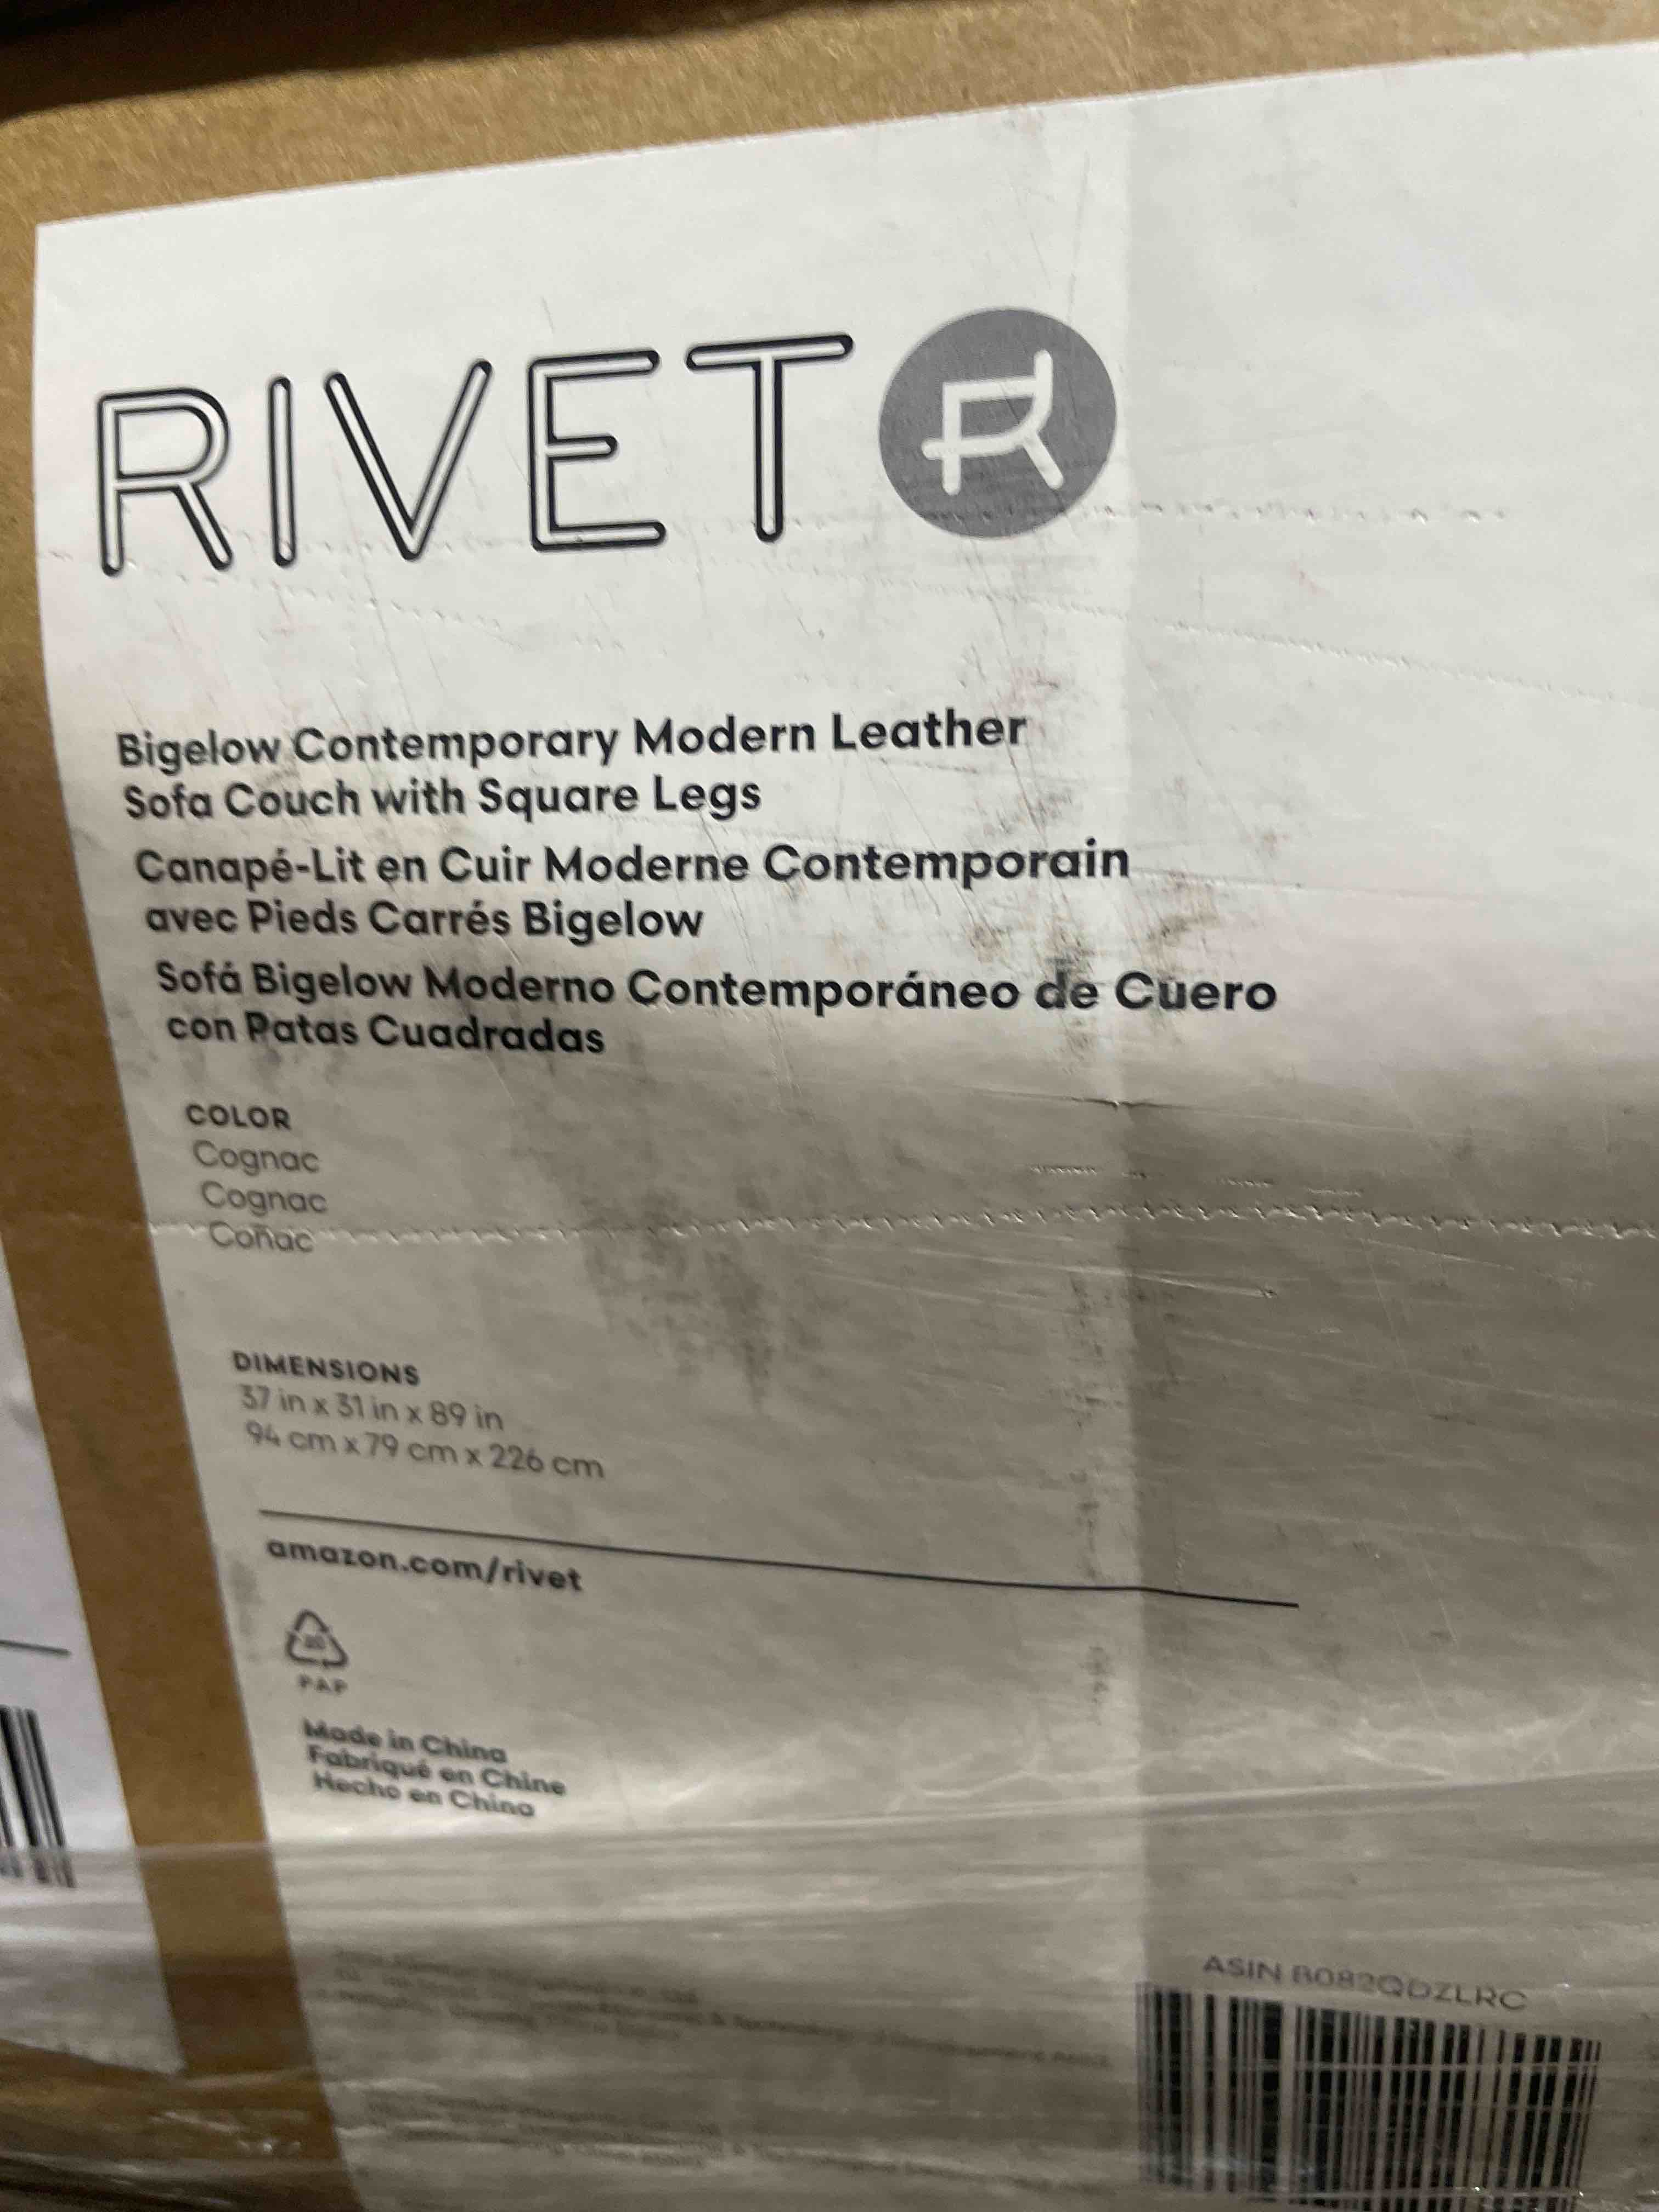 RIVET
Bigelow Contemporary Modern Leather
Sofa Couch with Square Legs
Canapé-Lit en Cuir Moderne Contemporain
avec Pieds Carrés Bigelow
Sofá Bigelow Moderno Contemporáneo de Cuero
con Patas Cuadradas
COLOR
Cognac
Cognac
Coñac
DIMENSIONS
37 in x 31 in x 89 in
94 cm x 79 cm x 226 cm
amazon.com/rivet
PAP
Made in China
Fabriqué en Chine
Hecho en China
ASIN B082QDZLRC